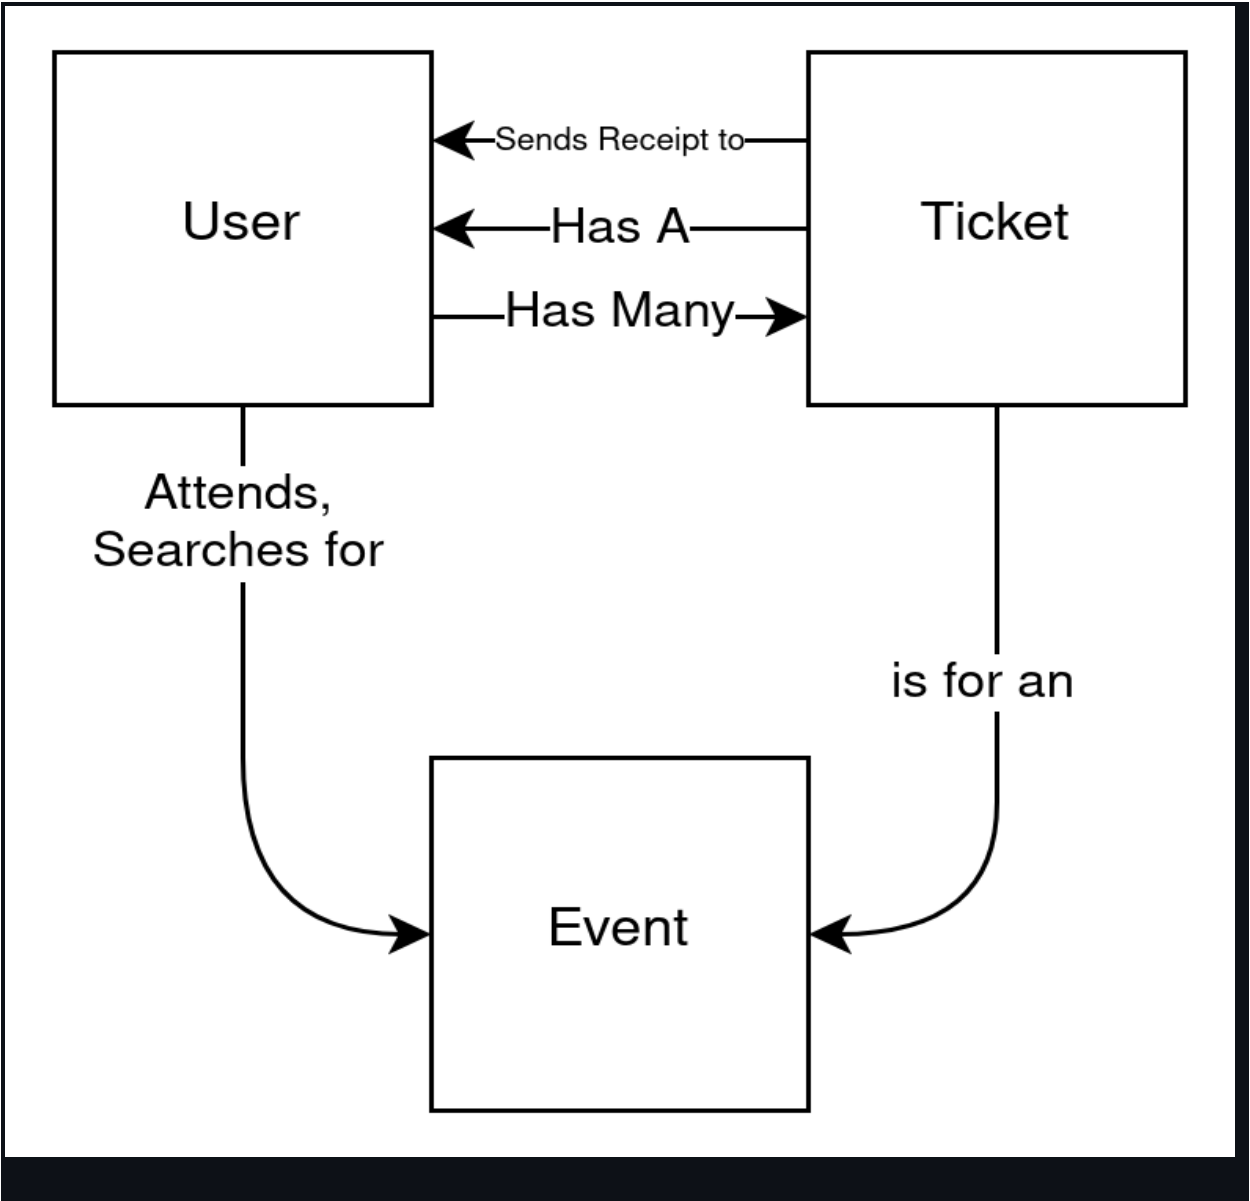 Sends Receipt to
User
Has A
Ticket
Has Many
Attends,
Searches for
is for an
Event